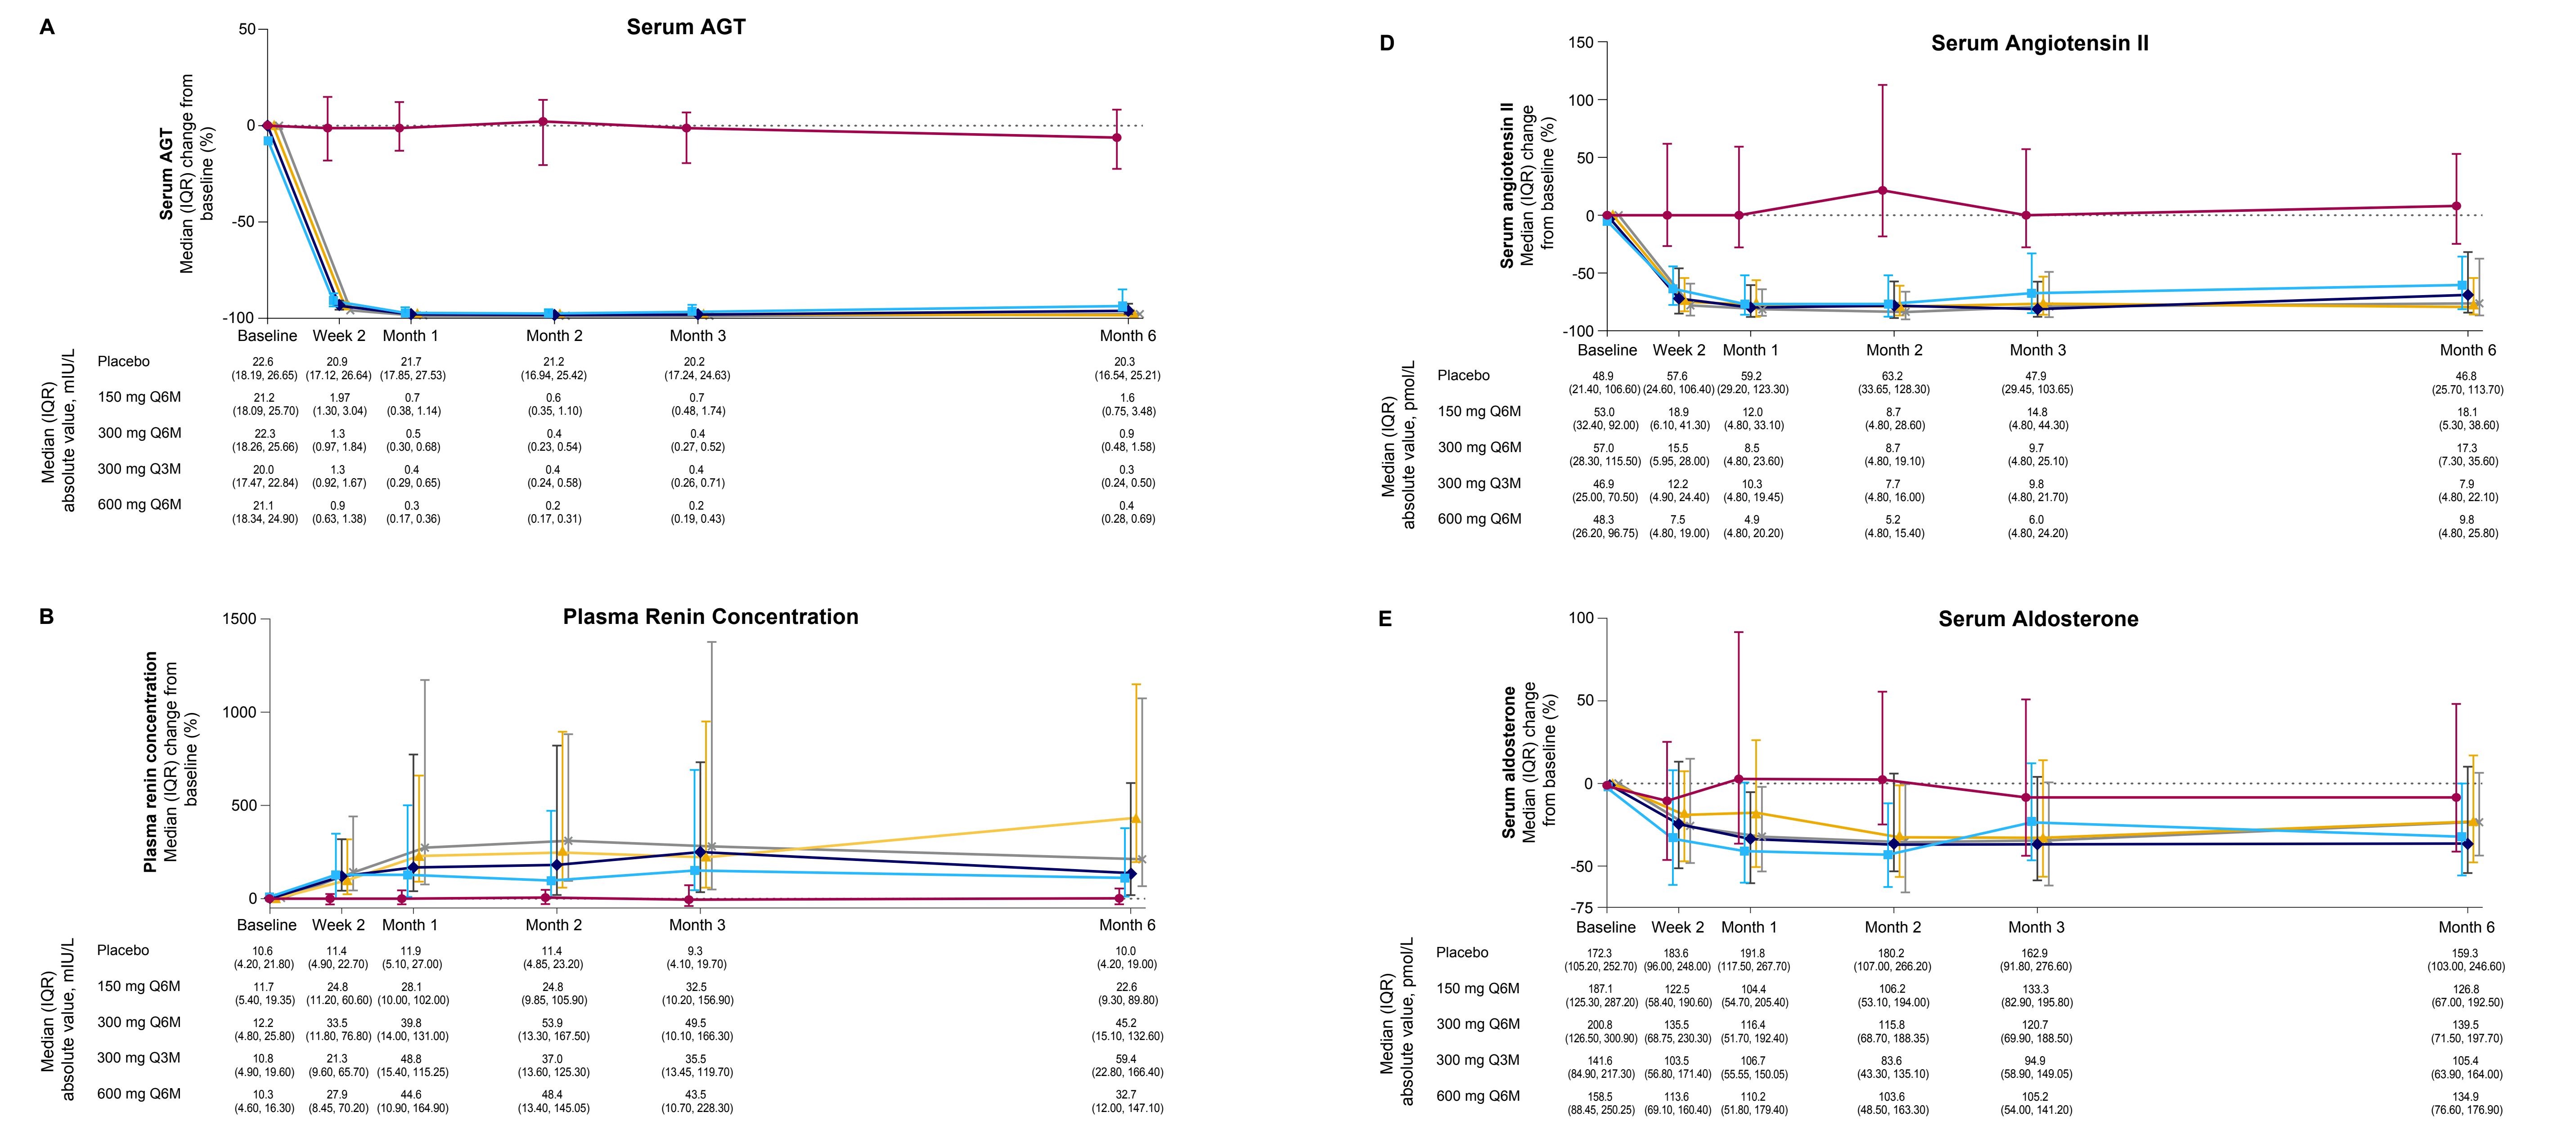 A
Serum AGT
Serum AGT
Median (IQR) change from
baseline (%)
50
0
-50
-100
Baseline Week 2 Month 1 Month 2 Month 3 Month 6
Median (IQR)
absolute value, mIU/L
Placebo 22.6 20.9 21.7 21.2 20.2 20.3
(18.19, 26.65) (17.12, 26.64) (17.85, 27.53) (16.94, 25.42) (17.24, 24.63) (16.54, 25.21)
150 mg Q6M 21.2 1.97 0.7 0.6 0.7 1.6
(18.09, 25.70) (1.30, 3.04) (0.38, 1.14) (0.35, 1.10) (0.48, 1.74) (0.75, 3.48)
300 mg Q6M 22.3 1.3 0.5 0.4 0.4 0.9
(18.26, 25.66) (0.97, 1.84) (0.30, 0.68) (0.23, 0.54) (0.27, 0.52) (0.48, 1.58)
300 mg Q3M 20.0 1.3 0.4 0.4 0.4 0.3
(17.47, 22.84) (0.92, 1.67) (0.29, 0.65) (0.24, 0.58) (0.26, 0.71) (0.24, 0.50)
600 mg Q6M 21.1 0.9 0.3 0.2 0.2 0.4
(18.34, 24.90) (0.63, 1.38) (0.17, 0.36) (0.17, 0.31) (0.19, 0.43) (0.28, 0.69)
B
Plasma Renin Concentration
Plasma renin concentration
Median (IQR) change from
baseline (%)
1500
1000
500
0
Baseline Week 2 Month 1 Month 2 Month 3 Month 6
Median (IQR)
absolute value, mIU/L
Placebo 10.6 11.4 11.9 11.4 9.3 10.0
(4.20, 21.80) (4.90, 22.70) (5.10, 27.00) (4.85, 23.20) (4.10, 19.70) (4.20, 19.00)
150 mg Q6M 11.7 24.8 28.1 24.8 32.5 22.6
(5.40, 19.35) (11.20, 60.60) (10.00, 102.00) (9.85, 105.90) (10.20, 156.90) (9.30, 89.80)
300 mg Q6M 12.2 33.5 39.8 53.9 49.5 45.2
(4.80, 25.80) (11.80, 76.80) (14.00, 131.00) (13.30, 167.50) (10.10, 166.30) (15.10, 132.60)
300 mg Q3M 10.8 21.3 48.8 37.0 35.5 59.4
(4.90, 19.60) (9.60, 65.70) (15.40, 115.25) (13.60, 125.30) (13.45, 119.70) (22.80, 166.40)
600 mg Q6M 10.3 27.9 44.6 48.4 43.5 32.7
(4.60, 16.30) (8.45, 70.20) (10.90, 164.90) (13.40, 145.05) (10.70, 228.30) (12.00, 147.10)
D
Serum Angiotensin II
Serum angiotensin II
Median (IQR) change
from baseline (%)
150
100
50
0
-50
-100
Baseline Week 2 Month 1 Month 2 Month 3 Month 6
Median (IQR)
absolute value, pmol/L
Placebo 48.9 57.6 59.2 63.2 47.9 46.8
(21.40, 106.60) (24.60, 106.40) (29.20, 123.30) (33.65, 128.30) (29.45, 103.65) (25.70, 113.70)
150 mg Q6M 53.0 18.9 12.0 8.7 14.8 18.1
(32.40, 92.00) (6.10, 41.30) (4.80, 33.10) (4.80, 28.60) (4.80, 44.30) (5.30, 38.60)
300 mg Q6M 57.0 15.5 8.5 8.7 9.7 17.3
(28.30, 115.50) (5.95, 28.00) (4.80, 23.60) (4.80, 19.10) (4.80, 25.10) (7.30, 35.60)
300 mg Q3M 46.9 12.2 10.3 7.7 9.8 7.9
(25.00, 70.50) (4.90, 24.40) (4.80, 19.45) (4.80, 16.00) (4.80, 21.70) (4.80, 22.10)
600 mg Q6M 48.3 7.5 4.9 5.2 6.0 9.8
(26.20, 96.75) (4.80, 19.00) (4.80, 20.20) (4.80, 15.40) (4.80, 24.20) (4.80, 25.80)
E
Serum Aldosterone
Serum aldosterone
Median (IQR) change
from baseline (%)
100
50
0
-50
-75
Baseline Week 2 Month 1 Month 2 Month 3 Month 6
Median (IQR)
absolute value, pmol/L
Placebo 172.3 183.6 191.8 180.2 162.9 159.3
(105.20, 252.70) (96.00, 248.00) (117.50, 267.70) (107.00, 266.20) (91.80, 276.60) (103.00, 246.60)
150 mg Q6M 187.1 122.5 104.4 106.2 133.3 126.8
(125.30, 287.20) (58.40, 190.60) (54.70, 205.40) (53.10, 194.00) (82.90, 195.80) (67.00, 192.50)
300 mg Q6M 200.8 135.5 116.4 115.8 120.7 139.5
(126.50, 300.90) (68.75, 230.30) (51.70, 192.40) (68.70, 188.35) (69.90, 188.50) (71.50, 197.70)
300 mg Q3M 141.6 103.5 106.7 83.6 94.9 105.4
(84.90, 217.30) (56.80, 171.40) (55.55, 150.05) (43.30, 135.10) (58.90, 149.05) (63.90, 164.00)
600 mg Q6M 158.5 113.6 110.2 103.6 105.2 134.9
(88.45, 250.25) (69.10, 160.40) (51.80, 179.40) (48.50, 163.30) (54.00, 141.20) (76.60, 176.90)